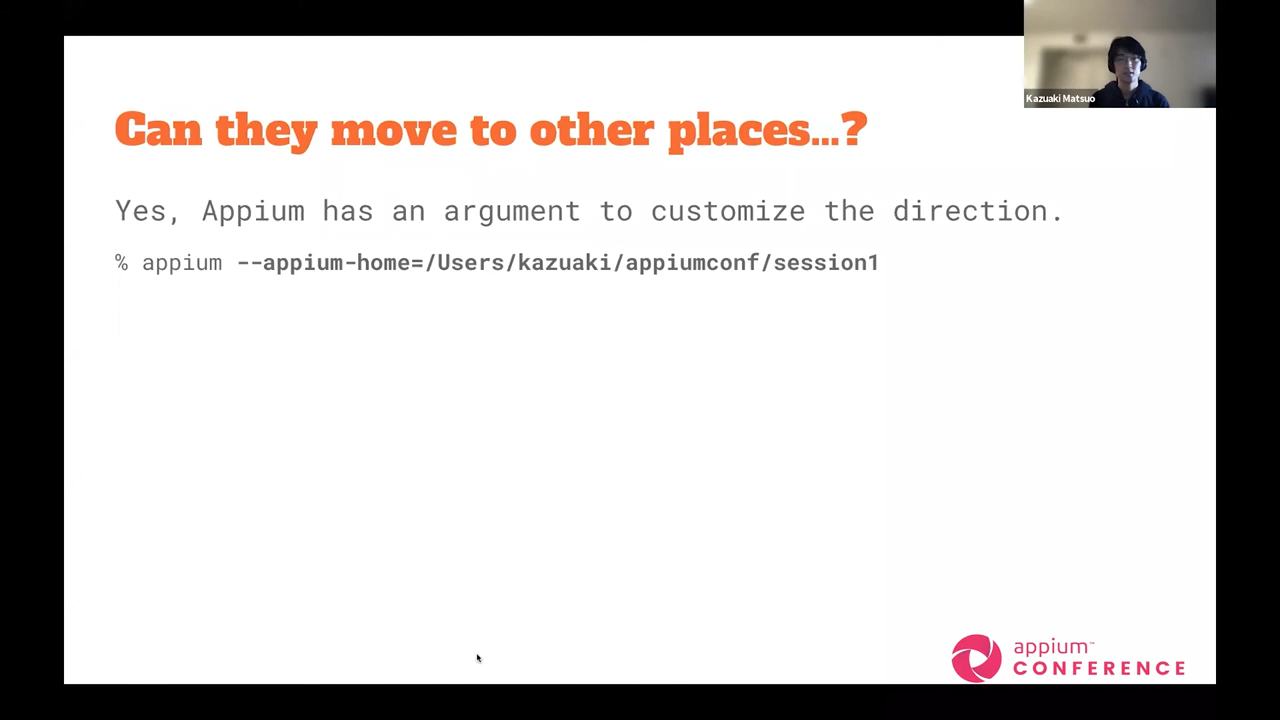 Kazuaki Matsuo
Can they move to other places...?
Yes, Appium has an argument to customize the direction.
% appium --appium-home=/Users/kazuaki/appiumconf/session1
appium™
CONFERENCE